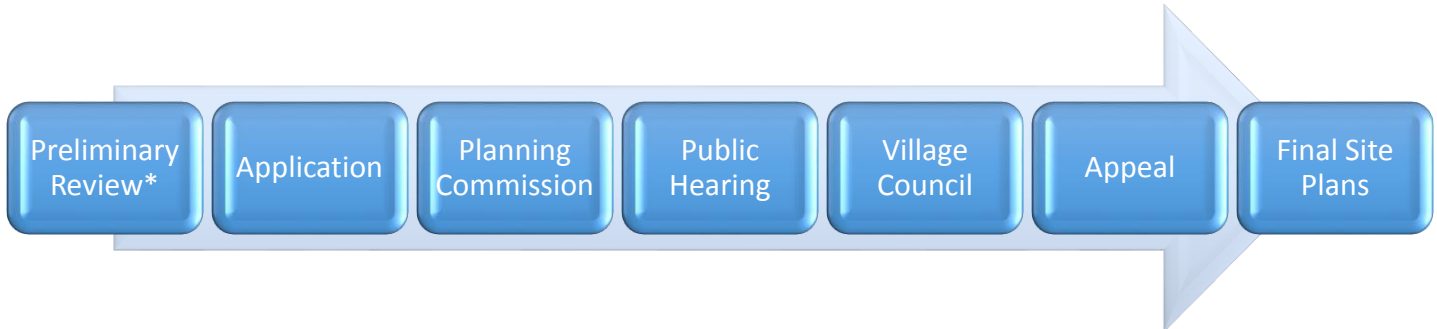 Preliminary
Review*
Application
Planning
Commission
Public
Hearing
Village
Council
Appeal
Final Site
Plans